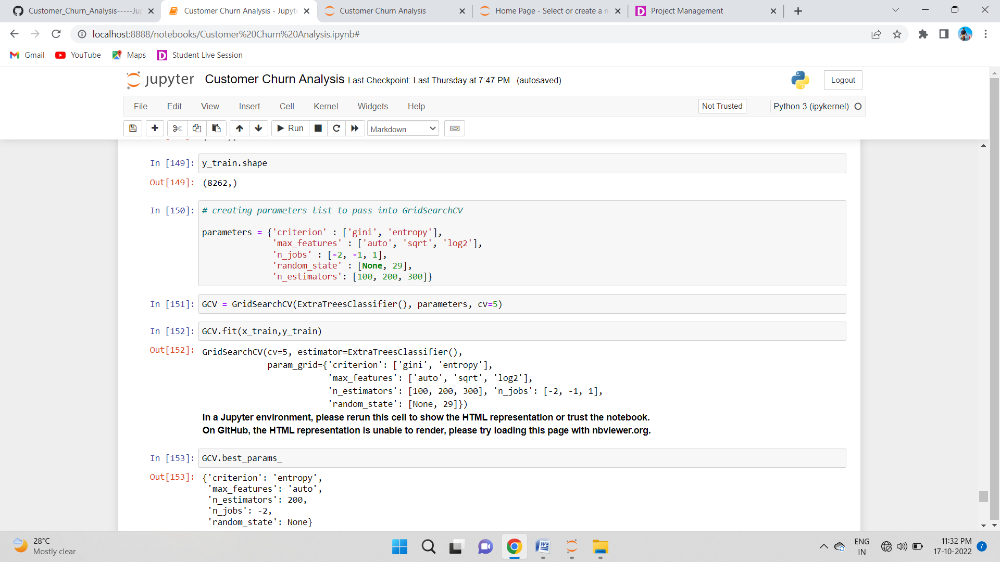 Customer_Churn_Analysis-----Jup
Customer Churn Analysis - Jupyte
Customer Churn Analysis
Home Page - Select or create a n
Project Management
localhost:8888/notebooks/Customer%20Churn%20Analysis.ipynb#
Gmail
YouTube
Maps
Student Live Session
jupyter Customer Churn Analysis Last Checkpoint: Last Thursday at 7:47 PM (autosaved)
Logout
File Edit View Insert Cell Kernel Widgets Help
Not Trusted
Python 3 (ipykernel)
Run
Markdown
In [149]: y_train.shape
Out[149]: (8262,)
In [150]: # creating parameters list to pass into GridSearchCV
parameters = {'criterion' : ['gini', 'entropy'],
'max_features' : ['auto', 'sqrt', 'log2'],
'n_jobs' : [-2, -1, 1],
'random_state' : [None, 29],
'n_estimators': [100, 200, 300]}
In [151]: GCV = GridSearchCV(ExtraTreesClassifier(), parameters, cv=5)
In [152]: GCV.fit(x_train,y_train)
Out[152]: GridSearchCV(cv=5, estimator=ExtraTreesClassifier(),
param_grid={'criterion': ['gini', 'entropy'],
'max_features': ['auto', 'sqrt', 'log2'],
'n_estimators': [100, 200, 300], 'n_jobs': [-2, -1, 1],
'random_state': [None, 29]})
In a Jupyter environment, please rerun this cell to show the HTML representation or trust the notebook.
On GitHub, the HTML representation is unable to render, please try loading this page with nbviewer.org.
In [153]: GCV.best_params_
Out[153]: {'criterion': 'entropy',
'max_features': 'auto',
'n_estimators': 200,
'n_jobs': -2,
'random_state': None}
28°C
Mostly clear
ENG
IN
11:32 PM
17-10-2022
7